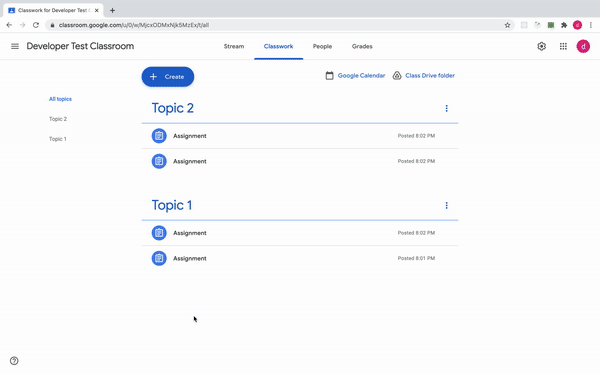 Classwork for Developer Test C
classroom.google.com/u/0/w/MjcxODMxNjk5MzEx/t/all
Developer Test Classroom
Stream
Classwork
People
Grades
d
Create
Google Calendar
Class Drive folder
All topics
Topic 2
Topic 1
Topic 2
Assignment
Posted 8:02 PM
Assignment
Posted 8:02 PM
Topic 1
Assignment
Posted 8:02 PM
Assignment
Posted 8:01 PM